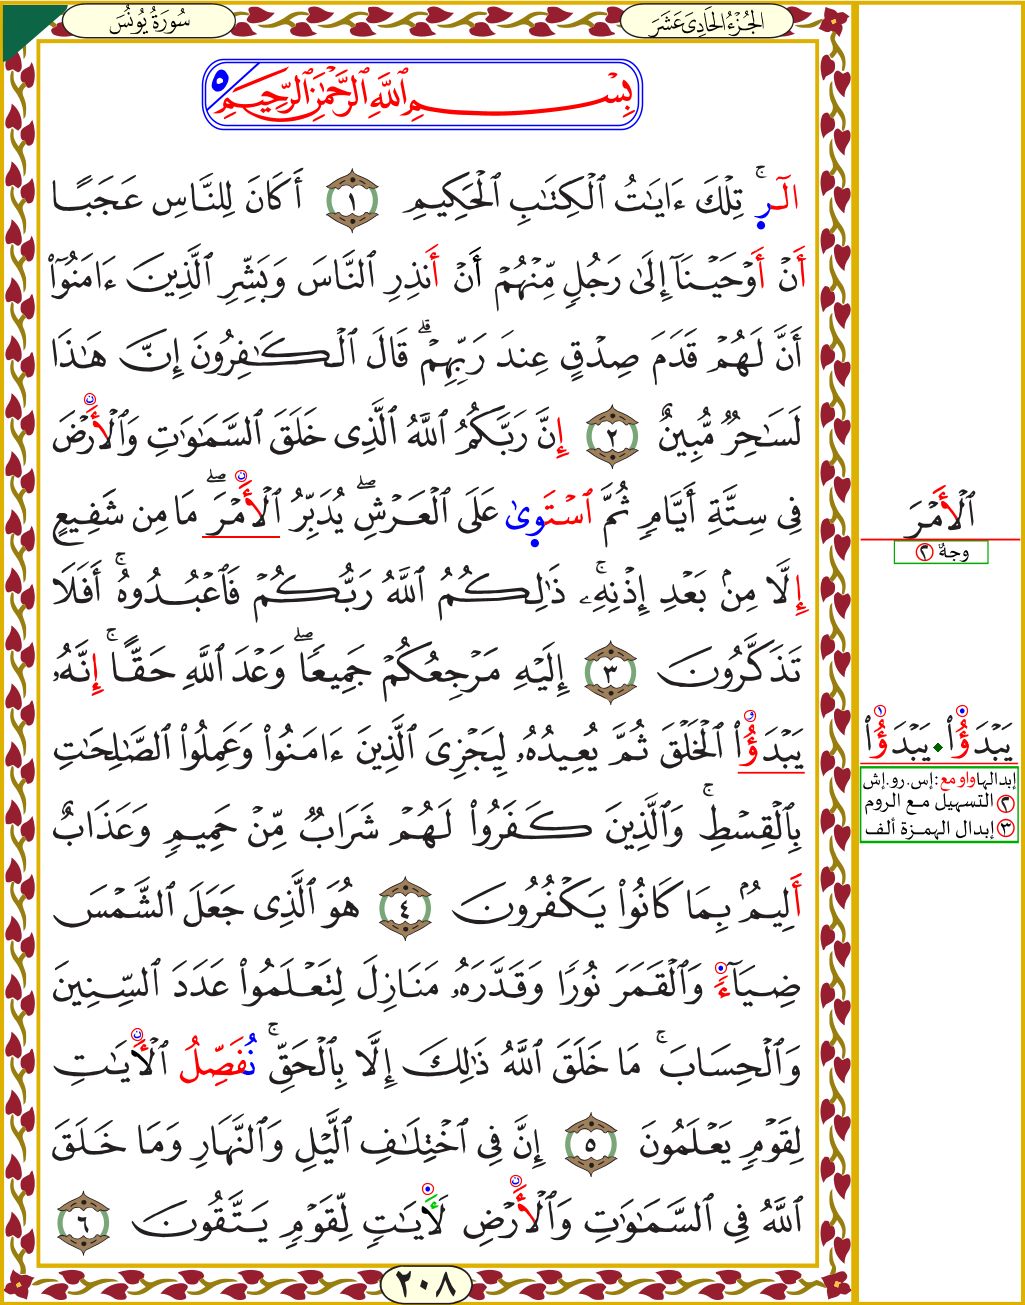 الجُزْءُ الحَادِىَ عَشَرَ
سُورَةُ يُونُسَ
بِسْمِ ٱللَّهِ ٱلرَّحْمَٰنِ ٱلرَّحِيمِ ٥
الٓرۚ تِلْكَ ءَايَٰتُ ٱلْكِتَٰبِ ٱلْحَكِيمِ ١ أَكَانَ لِلنَّاسِ عَجَبًا
أَنْ أَوْحَيْنَآ إِلَىٰ رَجُلٍ مِّنْهُمْ أَنْ أَنذِرِ ٱلنَّاسَ وَبَشِّرِ ٱلَّذِينَ ءَامَنُوٓا۟
أَنَّ لَهُمْ قَدَمَ صِدْقٍ عِندَ رَبِّهِمْۗ قَالَ ٱلْكَٰفِرُونَ إِنَّ هَٰذَا
لَسَٰحِرٌ مُّبِينٌ ٢ إِنَّ رَبَّكُمُ ٱللَّهُ ٱلَّذِى خَلَقَ ٱلسَّمَٰوَٰتِ وَٱلْأَرْضَ
فِى سِتَّةِ أَيَّامٍ ثُمَّ ٱسْتَوَىٰ عَلَى ٱلْعَرْشِۖ يُدَبِّرُ ٱلْأَمْرَۖ مَا مِن شَفِيعٍ
إِلَّا مِنۢ بَعْدِ إِذْنِهِۦۚ ذَٰلِكُمُ ٱللَّهُ رَبُّكُمْ فَٱعْبُدُوهُۚ أَفَلَا
تَذَكَّرُونَ ٣ إِلَيْهِ مَرْجِعُكُمْ جَمِيعًاۖ وَعْدَ ٱللَّهِ حَقًّاۚ إِنَّهُۥ
يَبْدَؤُا۟ ٱلْخَلْقَ ثُمَّ يُعِيدُهُۥ لِيَجْزِىَ ٱلَّذِينَ ءَامَنُوا۟ وَعَمِلُوا۟ ٱلصَّٰلِحَٰتِ
بِٱلْقِسْطِۚ وَٱلَّذِينَ كَفَرُوا۟ لَهُمْ شَرَابٌ مِّنْ حَمِيمٍ وَعَذَابٌ
أَلِيمٌۢ بِمَا كَانُوا۟ يَكْفُرُونَ ٤ هُوَ ٱلَّذِى جَعَلَ ٱلشَّمْسَ
ضِيَآءً وَٱلْقَمَرَ نُورًا وَقَدَّرَهُۥ مَنَازِلَ لِتَعْلَمُوا۟ عَدَدَ ٱلسِّنِينَ
وَٱلْحِسَابَۚ مَا خَلَقَ ٱللَّهُ ذَٰلِكَ إِلَّا بِٱلْحَقِّۚ نُفَصِّلُ ٱلْأَيَٰتِ
لِقَوْمٍ يَعْلَمُونَ ٥ إِنَّ فِى ٱخْتِلَٰفِ ٱلَّيْلِ وَٱلنَّهَارِ وَمَا خَلَقَ
ٱللَّهُ فِى ٱلسَّمَٰوَٰتِ وَٱلْأَرْضِ لَأَيَٰتٍ لِّقَوْمٍ يَتَّقُونَ ٦
٢٠٨
ٱلْأَمْرَ
٢ وجهٌ
يَبْدَؤُا۟ يَبْدَؤُا۟
إبدالها واو مع: إس. رو. إش
٢ التسهيل مع الروم
٣ إبدال الهمزة ألف